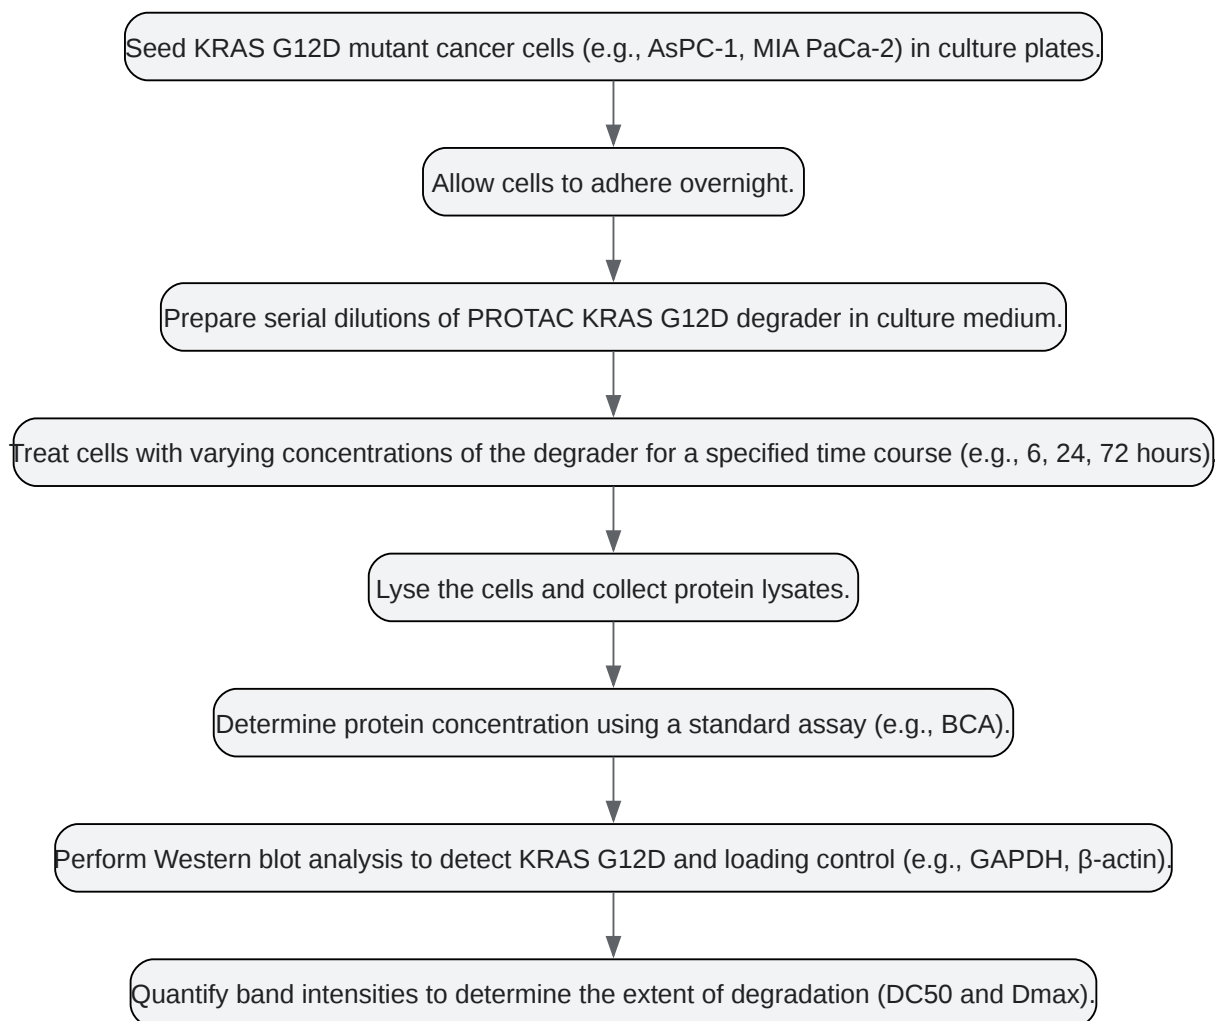 Seed KRAS G12D mutant cancer cells (e.g., AsPC-1, MIA PaCa-2) in culture plates.
Allow cells to adhere overnight.
Prepare serial dilutions of PROTAC KRAS G12D degrader in culture medium.
Treat cells with varying concentrations of the degrader for a specified time course (e.g., 6, 24, 72 hours).
Lyse the cells and collect protein lysates.
Determine protein concentration using a standard assay (e.g., BCA).
Perform Western blot analysis to detect KRAS G12D and loading control (e.g., GAPDH, β-actin).
Quantify band intensities to determine the extent of degradation (DC50 and Dmax).